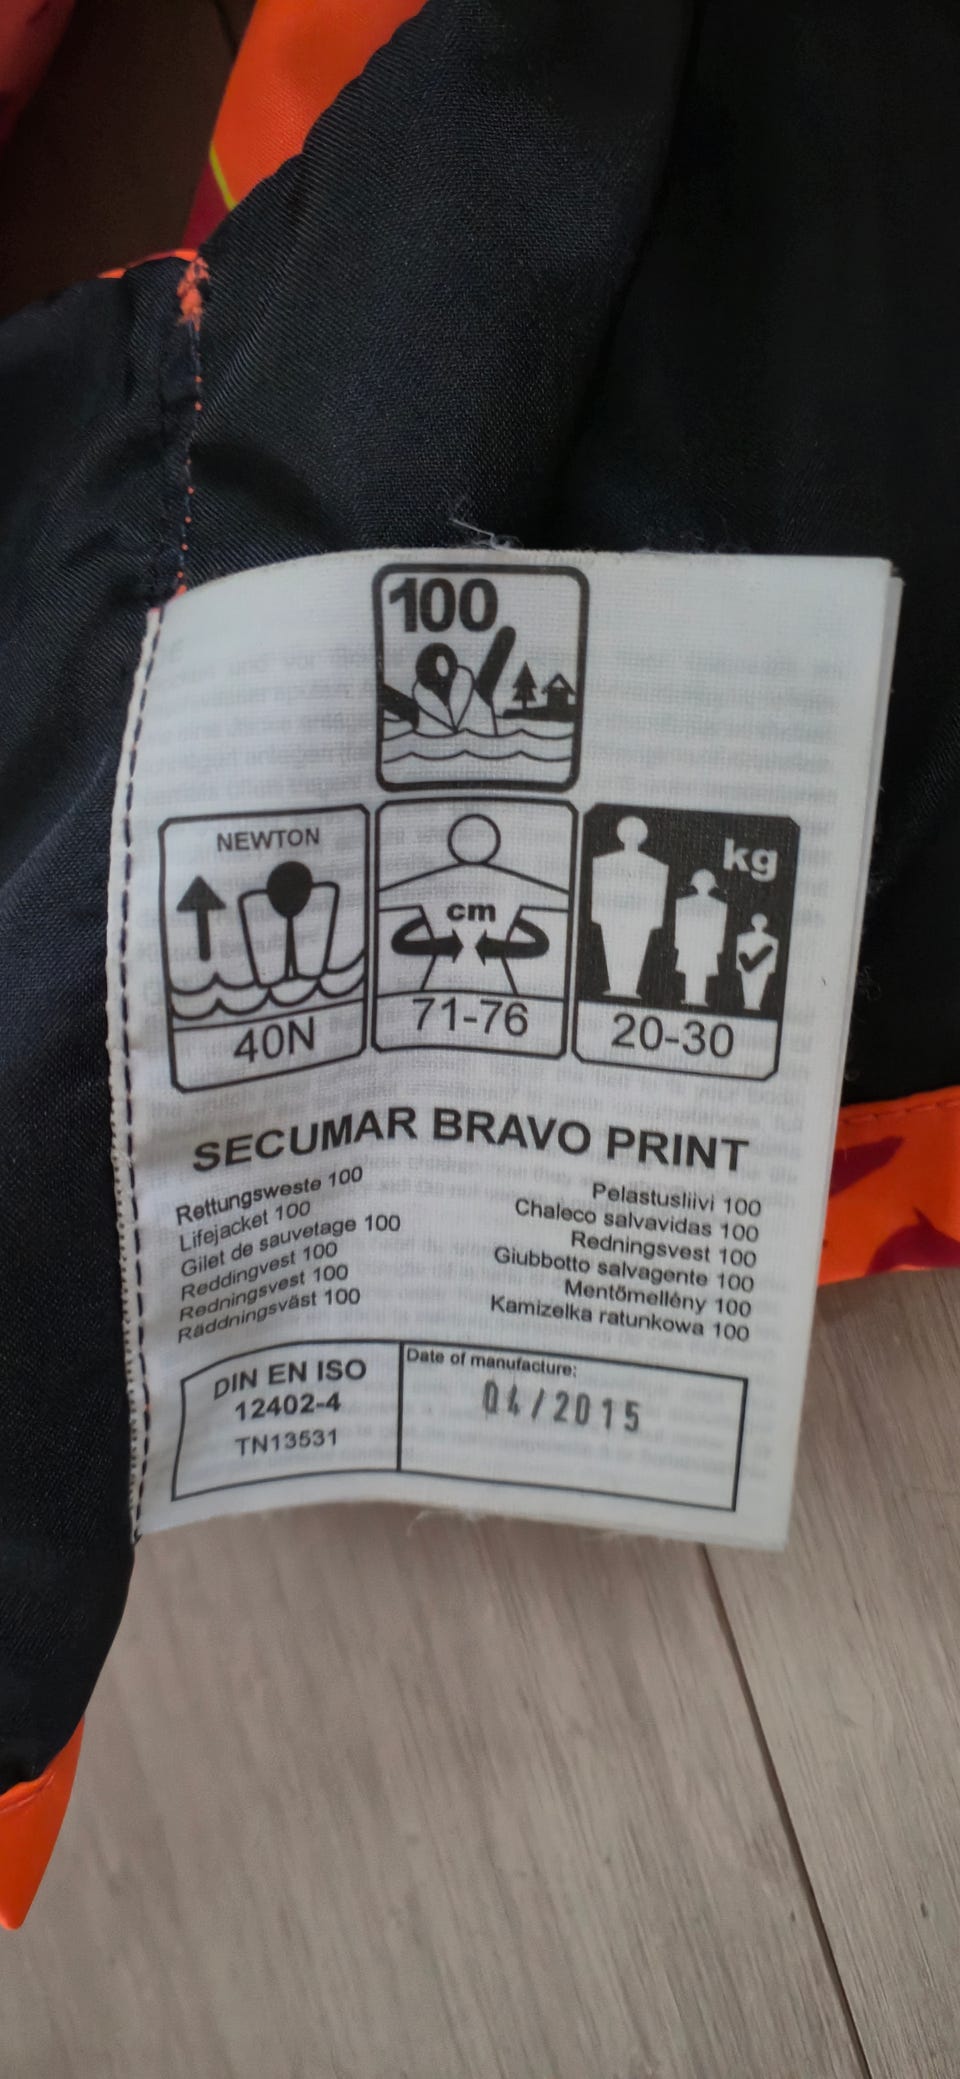 100
NEWTON
40N
cm
71-76
kg
20-30
SECUMAR BRAVO PRINT
Rettungsweste 100
Lifejacket 100
Gilet de sauvetage 100
Reddingvest 100
Redningsvest 100
Räddningsväst 100
Pelastusliivi 100
Chaleco salvavidas 100
Redningsvest 100
Giubbotto salvagente 100
Mentőmellény 100
Kamizelka ratunkowa 100
DIN EN ISO
12402-4
TN13531
Date of manufacture:
04/2015